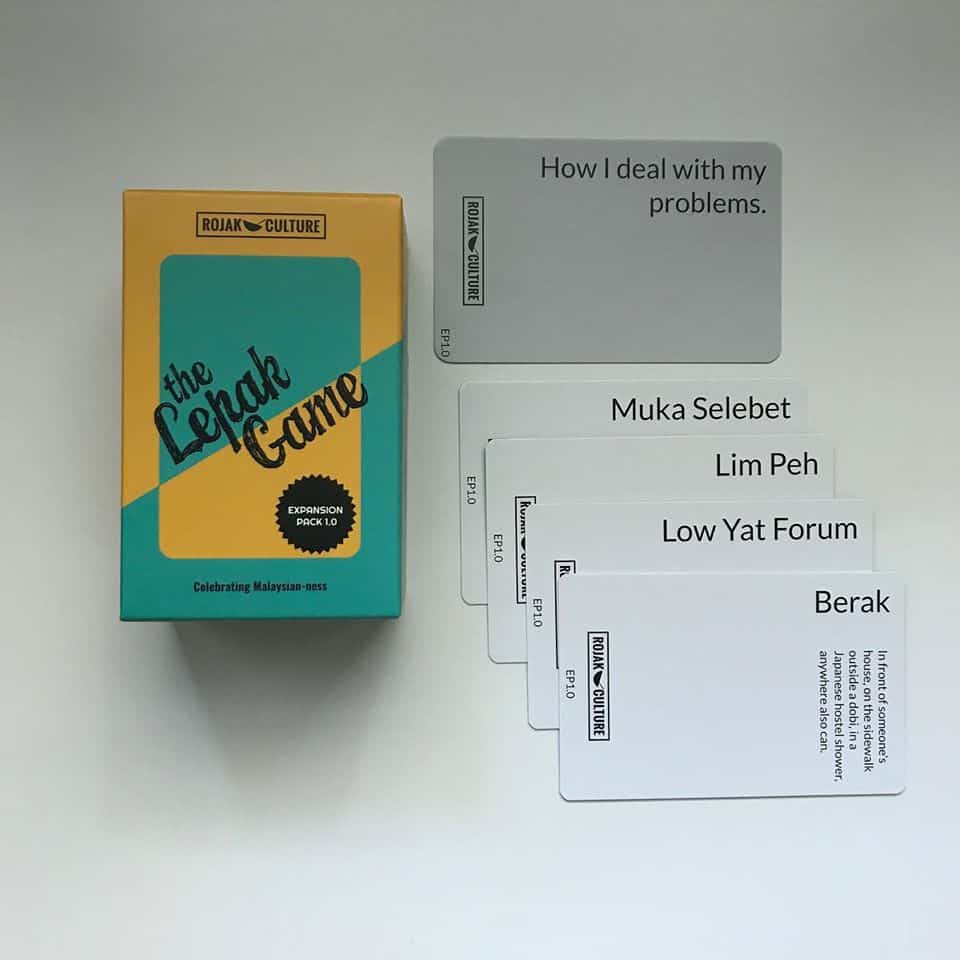 ROJAK CULTURE
the
Lepak
Game
EXPANSION
PACK 1.0
Celebrating Malaysian-ness
How I deal with my
problems.
ROJAK CULTURE
EP1.0
Muka Selebet
EP1.0
Lim Peh
ROJAK CULTURE
EP1.0
Low Yat Forum
EP1.0
Berak
In front of someone's
house, on the sidewalk
outside a dobi, in a
Japanese hostel shower,
anywhere also can.
ROJAK CULTURE
EP1.0